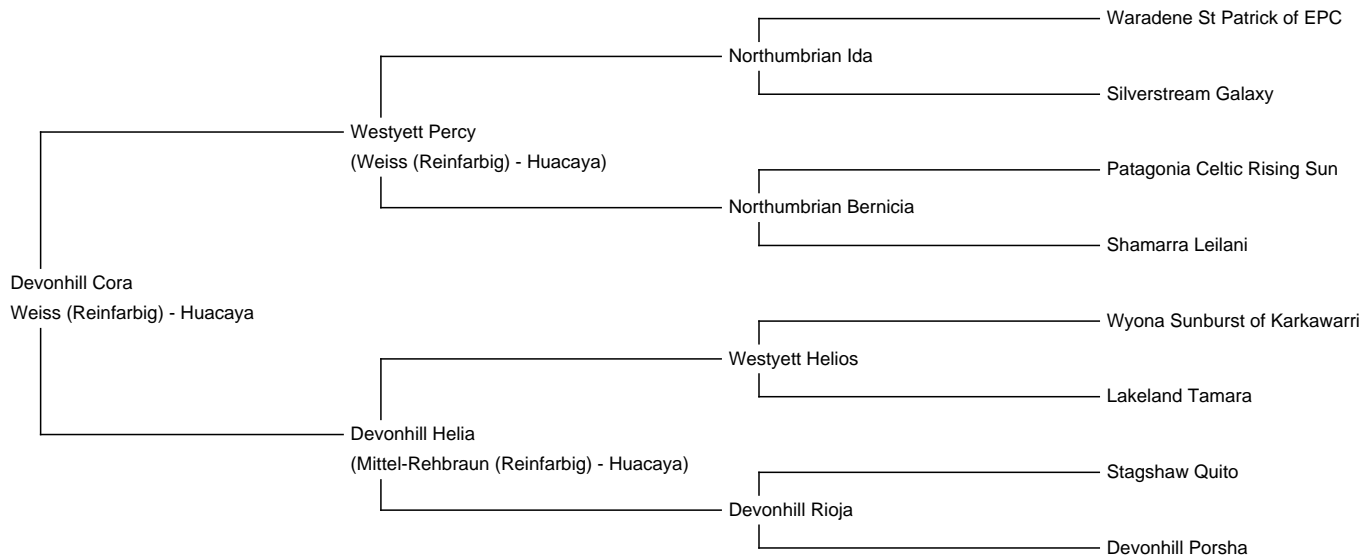 Waradene St Patrick of EPC
Northumbrian Ida
Silverstream Galaxy
Westyett Percy
(Weiss (Reinfarbig) - Huacaya)
Patagonia Celtic Rising Sun
Northumbrian Bernicia
Shamarra Leilani
Devonhill Cora
Weiss (Reinfarbig) - Huacaya
Wyona Sunburst of Karkawarri
Westyett Helios
Lakeland Tamara
Devonhill Helia
(Mittel-Rehbraun (Reinfarbig) - Huacaya)
Stagshaw Quito
Devonhill Rioja
Devonhill Porsha